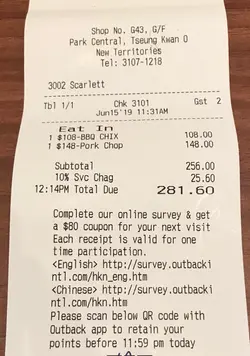 Shop No. G43, G/F
Park Central, Tseung Kwan O
New Territories
Tel: 3107-1218
3002 Scarlett
Tbl 1/1 Chk 3101 Gst 2
Jun15'19 11:31AM
Eat In
1 $108-BBQ CHIX 108.00
1 $148-Pork Chop 148.00
Subtotal 256.00
10% Svc Chag 25.60
12:14PM Total Due 281.60
Complete our online survey & get
a $80 coupon for your next visit
Each receipt is valid for one
time participation.
<English> http://survey.outbacki
ntl.com/hkn_eng.htm
<Chinese> http://survey.outbacki
ntl.com/hkn.htm
Please scan below QR code with
Outback app to retain your
points before 11:59 pm today